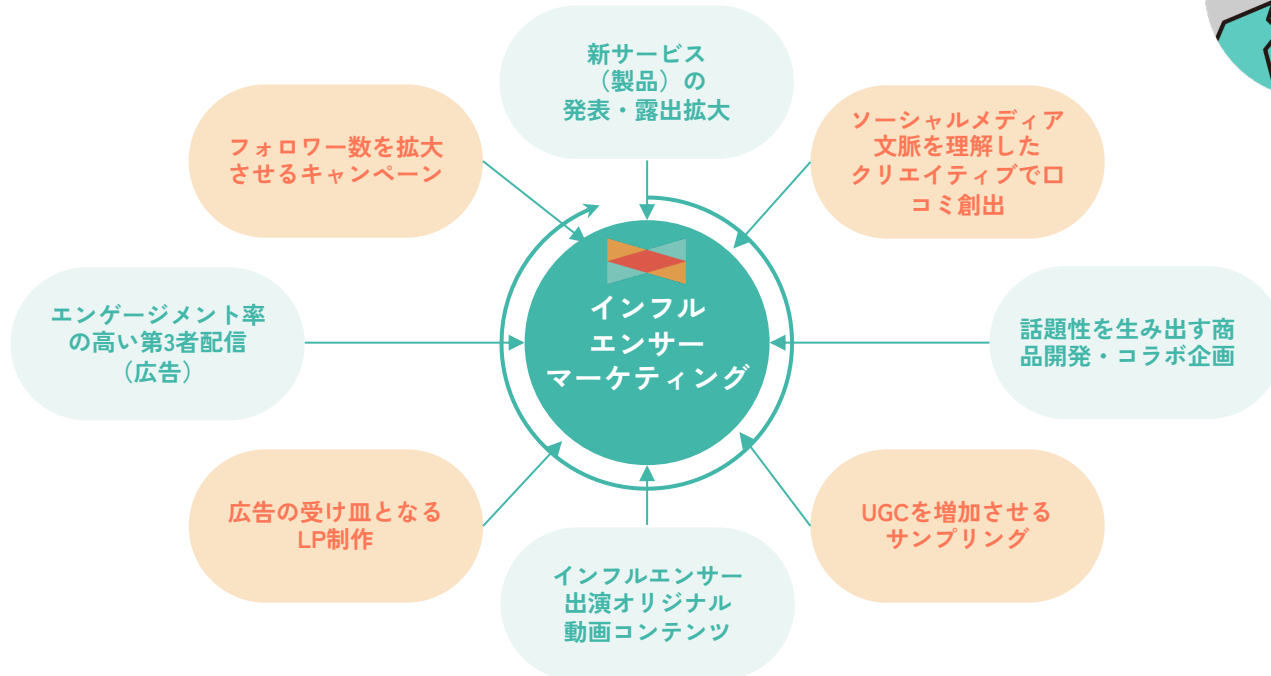 新サービス
（製品）の
発表・露出拡大
ソーシャルメディア
文脈を理解した
クリエイティブで口
コミ創出
話題性を生み出す商
品開発・コラボ企画
UGCを増加させる
サンプリング
インフルエンサー
出演オリジナル
動画コンテンツ
広告の受け皿となる
LP制作
エンゲージメント率
の高い第3者配信
（広告）
フォロワー数を拡大
させるキャンペーン
インフル
エンサー
マーケティング